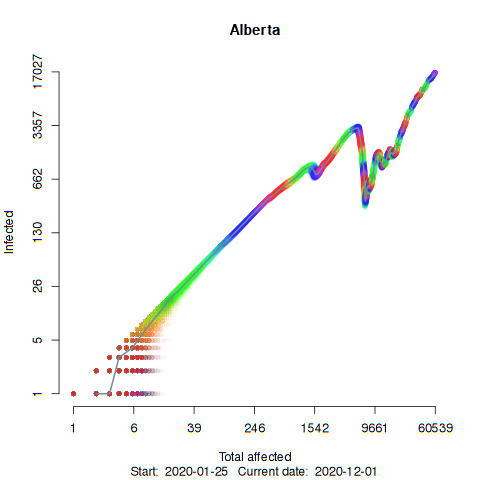 Alberta
17027
3357
662
130
26
5
1
Infected
1 6 39 246 1542 9661 60539
Total affected
Start: 2020-01-25 Current date: 2020-12-01